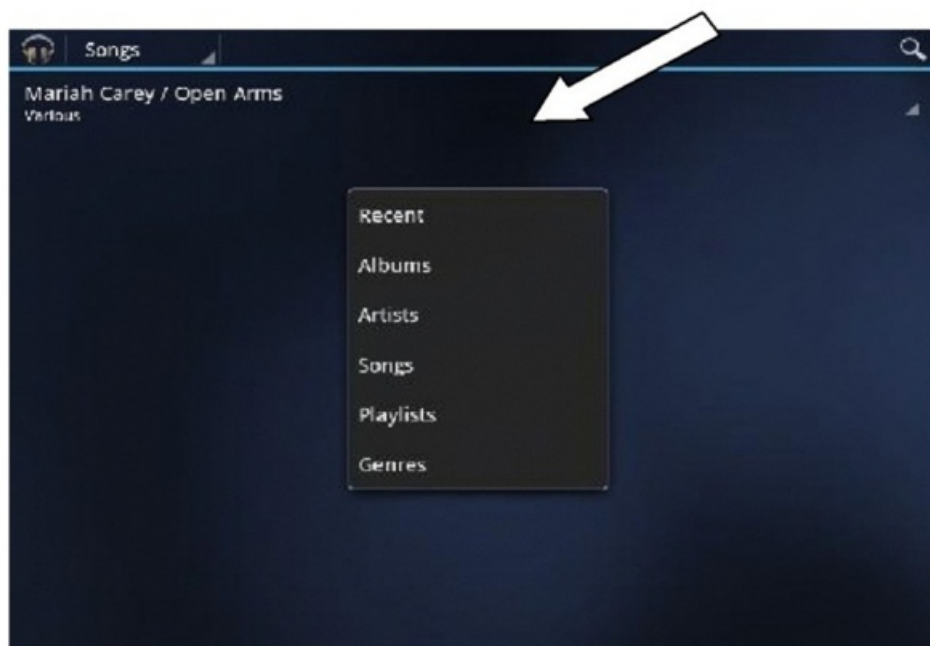 Songs
Mariah Carey / Open Arms
Various
Recent
Albums
Artists
Songs
Playlists
Genres